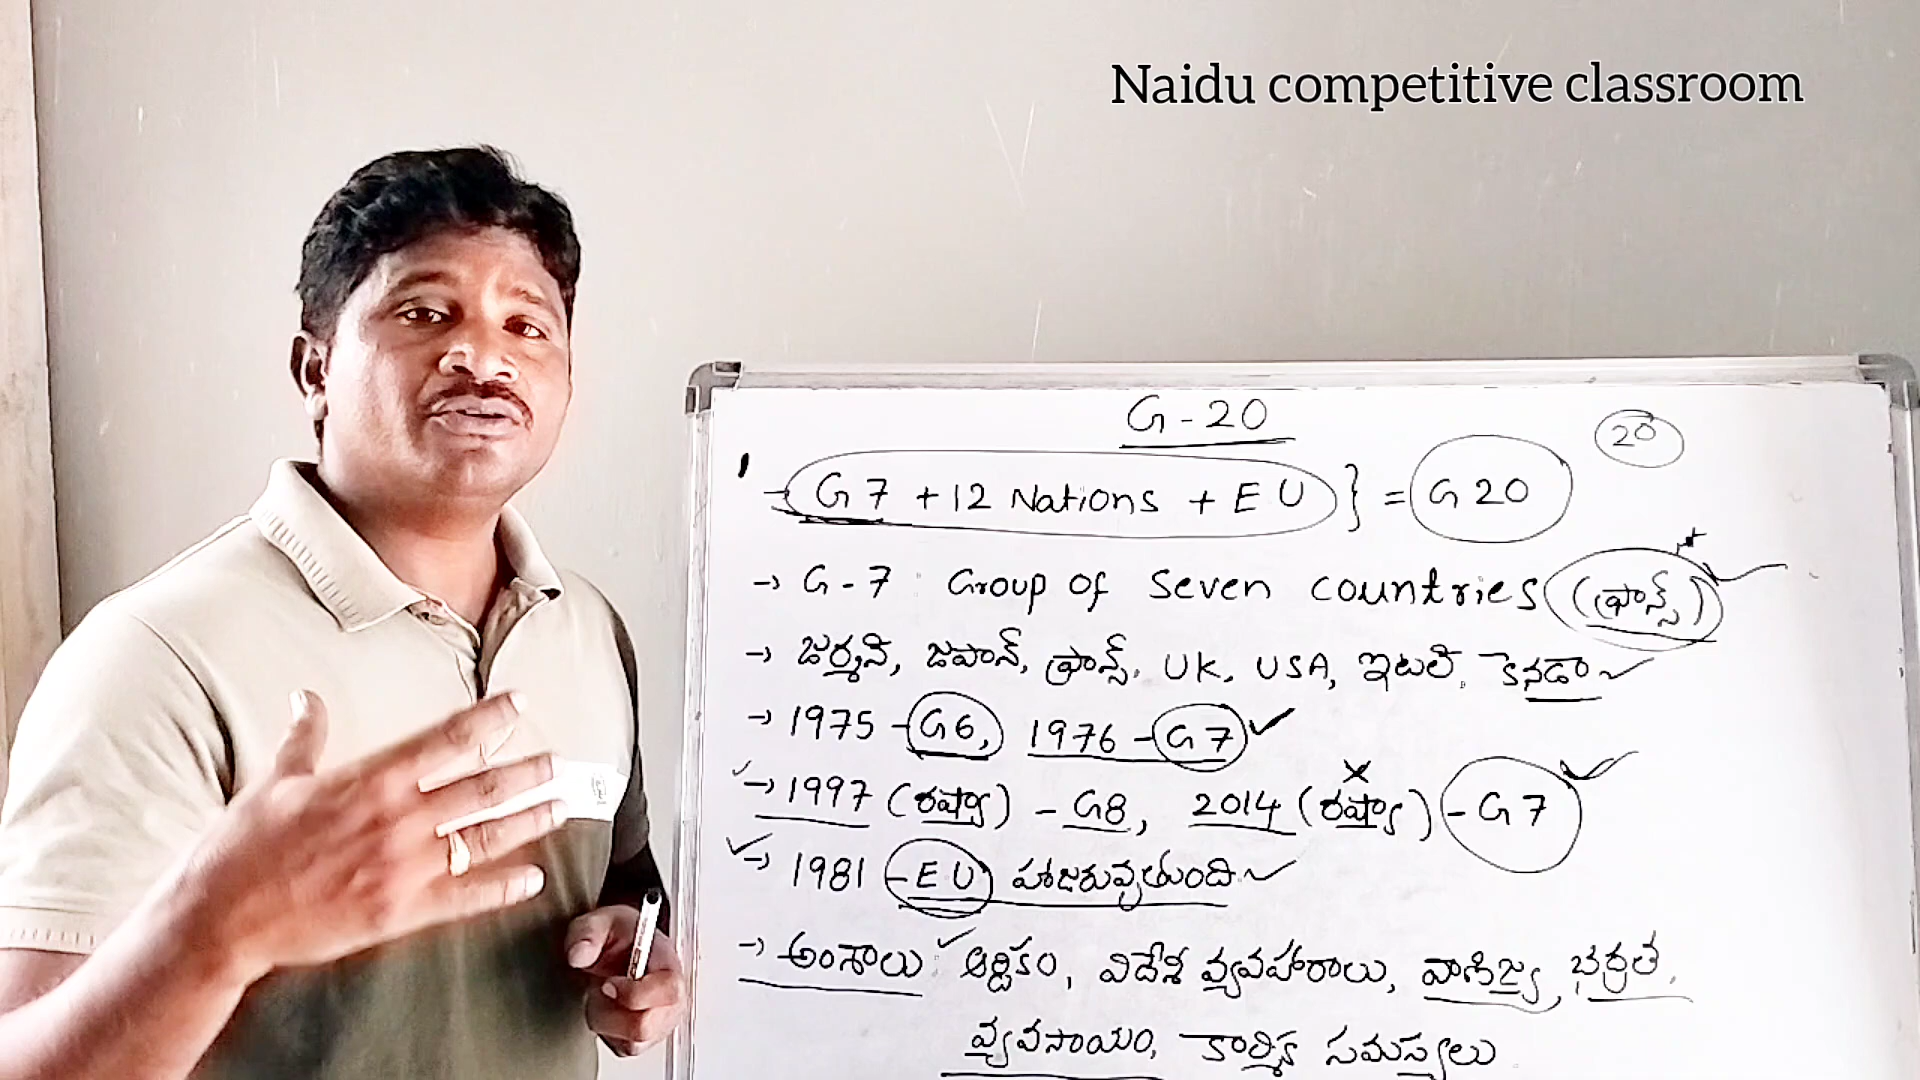 Naidu competitive classroom
G-20
20
→ G7 + 12 Nations + EU } = G20
→ G-7 : Group of Seven countries (ఫ్రాన్స్)
→ జర్మని, జపాన్, ఫ్రాన్స్, UK, USA, ఇటలి, కెనడా
→ 1975 - G6, 1976 - G7 ✓
→ 1997 (రష్యా) - G8, 2014 (రష్యా) - G7
→ 1981 - EU హాజరువుతుంది
→ అంశాలు : ఆర్థికం, విదేశీ వ్యవహారాలు, వాణిజ్య, భద్రత,
వ్యవసాయం, కార్మిక సమస్యలు